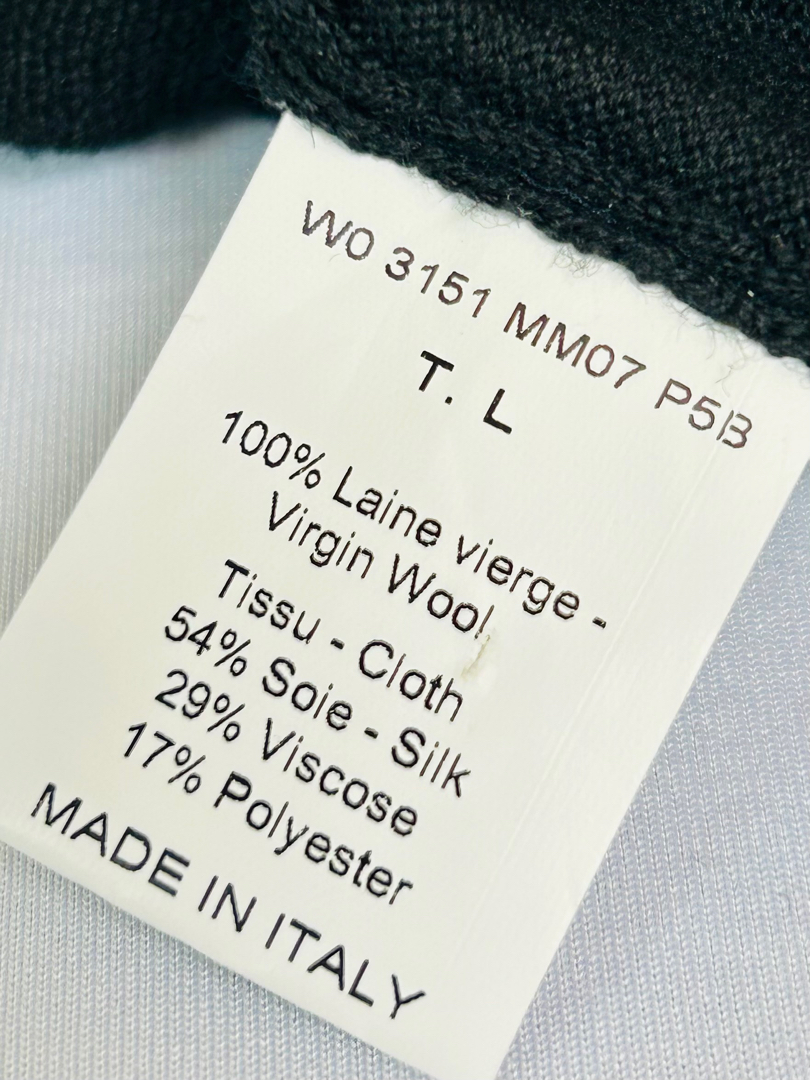 W0 3151 MM07 P5B
T. L
100% Laine vierge -
Virgin Wool
Tissu - Cloth
54% Soie - Silk
29% Viscose
17% Polyester
MADE IN ITALY